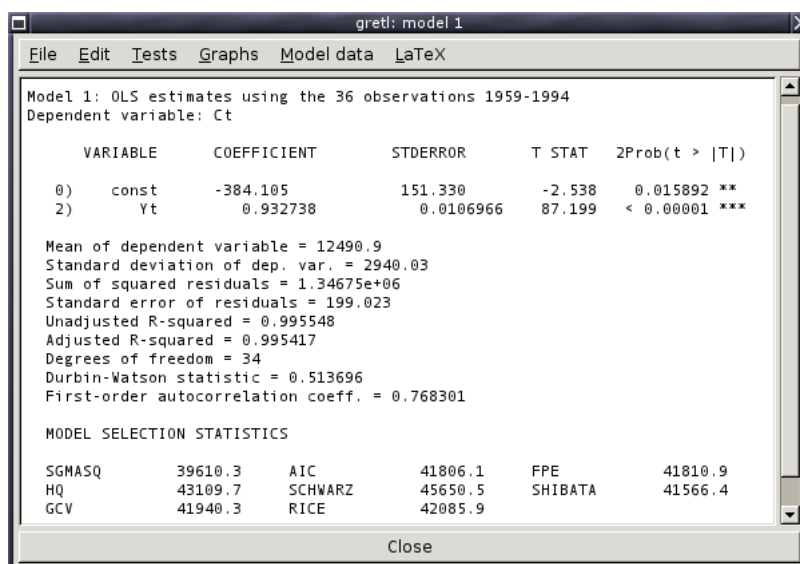 gretl: model 1
File Edit Tests Graphs Model data LaTeX
Model 1: OLS estimates using the 36 observations 1959-1994
Dependent variable: Ct
VARIABLE COEFFICIENT STDERROR T STAT 2Prob(t > |T|)
0) const -384.105 151.330 -2.538 0.015892 **
2) Yt 0.932738 0.0106966 87.199 < 0.00001 ***
Mean of dependent variable = 12490.9
Standard deviation of dep. var. = 2940.03
Sum of squared residuals = 1.34675e+06
Standard error of residuals = 199.023
Unadjusted R-squared = 0.995548
Adjusted R-squared = 0.995417
Degrees of freedom = 34
Durbin-Watson statistic = 0.513696
First-order autocorrelation coeff. = 0.768301
MODEL SELECTION STATISTICS
SGMASQ 39610.3 AIC 41806.1 FPE 41810.9
HQ 43109.7 SCHWARZ 45650.5 SHIBATA 41566.4
GCV 41940.3 RICE 42085.9
Close